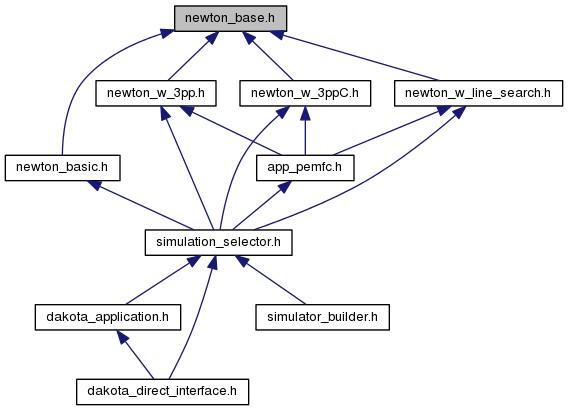 newton_base.h
newton_w_3pp.h
newton_w_3ppC.h
newton_w_line_search.h
newton_basic.h
app_pemfc.h
simulation_selector.h
dakota_application.h
simulator_builder.h
dakota_direct_interface.h